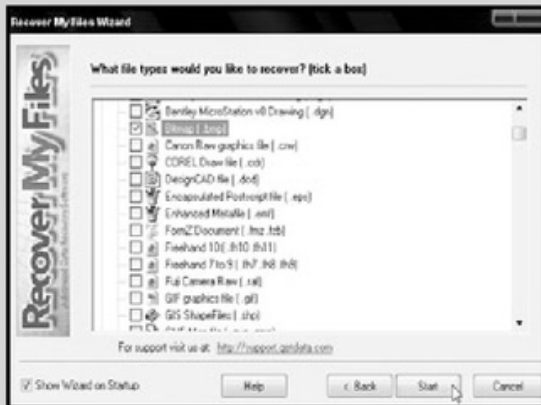 Recover My Files Wizard
Recover My Files
What file types would you like to recover? (tick a box)
Bentley MicroStation v8 Drawing ( .dgn)
Bitmap ( .bmp)
Canon Raw graphics file ( .crw)
COREL Draw file ( .cdr)
DesignCAD file ( .dcd)
Encapsulated Postscript file ( .eps)
Enhanced Metafile ( .emf)
FormZ Document ( .fmz .fzb)
Freehand 10 ( .fh10 .fh11)
Freehand 7 to 9 ( .fh7 .fh8 .fh9)
Fuji Camera Raw ( .raf)
GIF graphics file ( .gif)
GIS ShapeFiles ( .shp)
For support visit us at: http://support.getdata.com
Show Wizard on Startup
Help
< Back
Start
Cancel